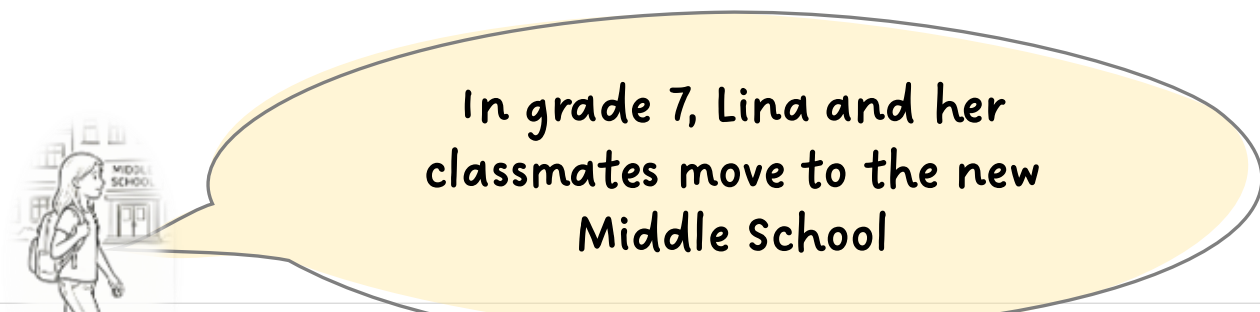 In grade 7, Lina and her
classmates move to the new
Middle School
MIDDLE
SCHOOL